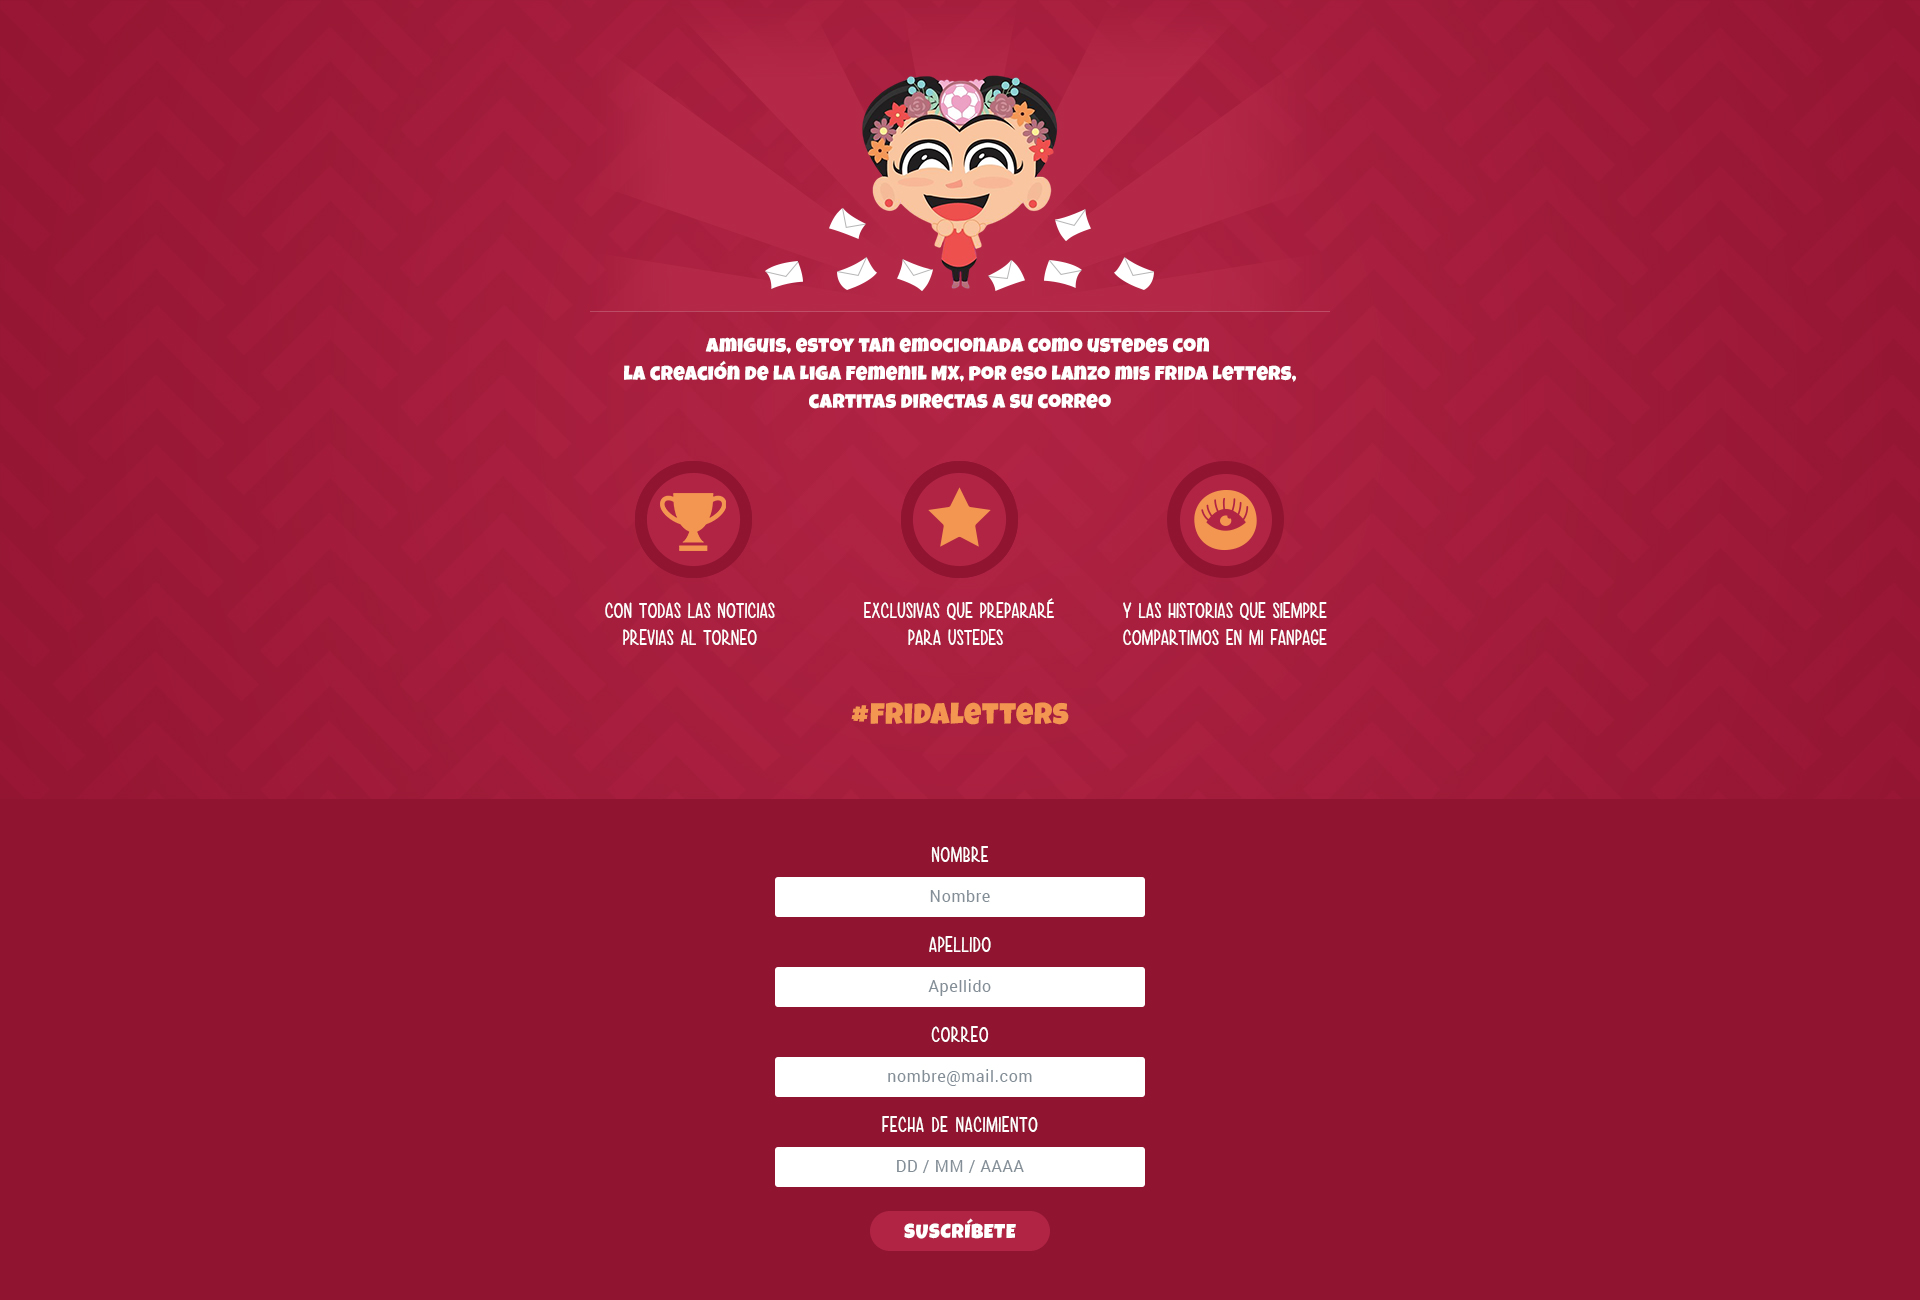 Amiguis, estoy tan emocionada como ustedes con
la creación de la Liga Femenil MX, por eso lanzo mis Frida Letters,
cartitas directas a su correo
CON TODAS LAS NOTICIAS
PREVIAS AL TORNEO
EXCLUSIVAS QUE PREPARARÉ
PARA USTEDES
Y LAS HISTORIAS QUE SIEMPRE
COMPARTIMOS EN MI FANPAGE
#FridaLetters
NOMBRE
Nombre
APELLIDO
Apellido
CORREO
nombre@mail.com
FECHA DE NACIMIENTO
DD / MM / AAAA
SUSCRÍBETE